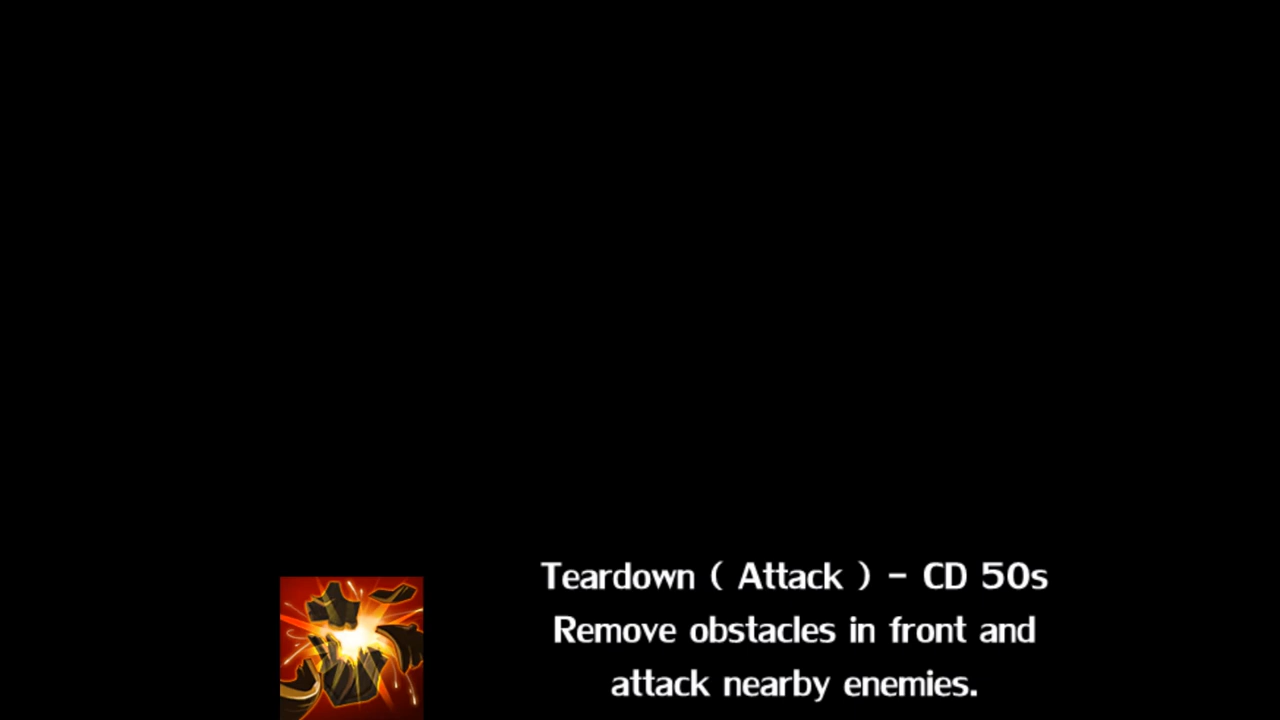 Teardown ( Attack ) - CD 50s
Remove obstacles in front and
attack nearby enemies.